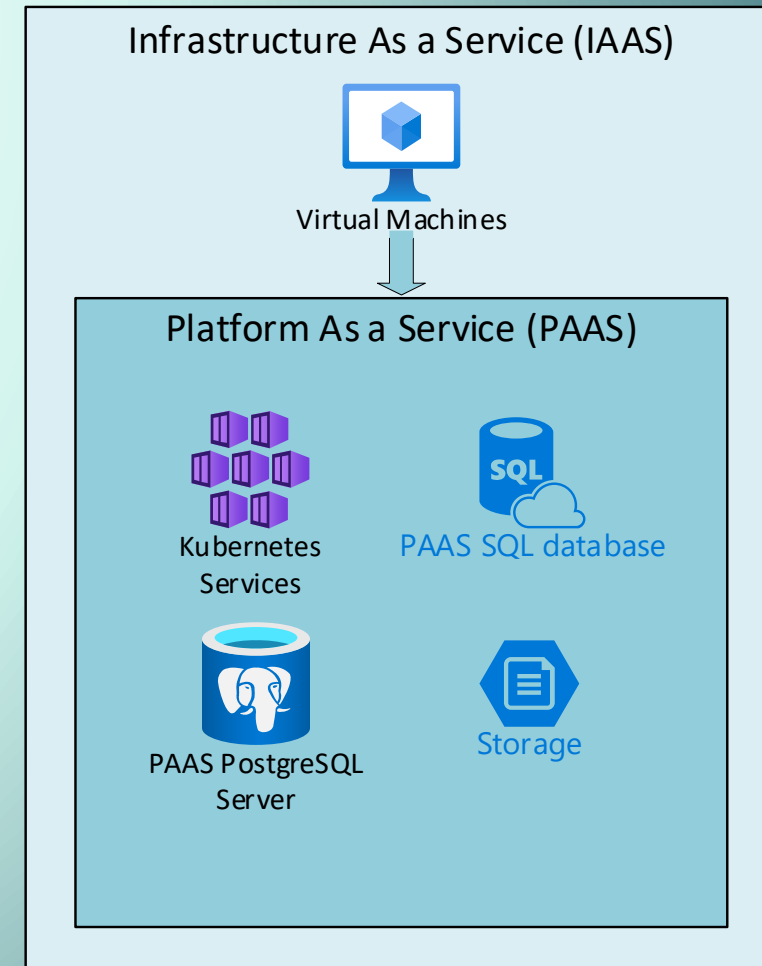 Infrastructure As a Service (IAAS)
Virtual Machines
Platform As a Service (PAAS)
Kubernetes
Services
SQL
PAAS SQL database
PAAS PostgreSQL
Server
Storage